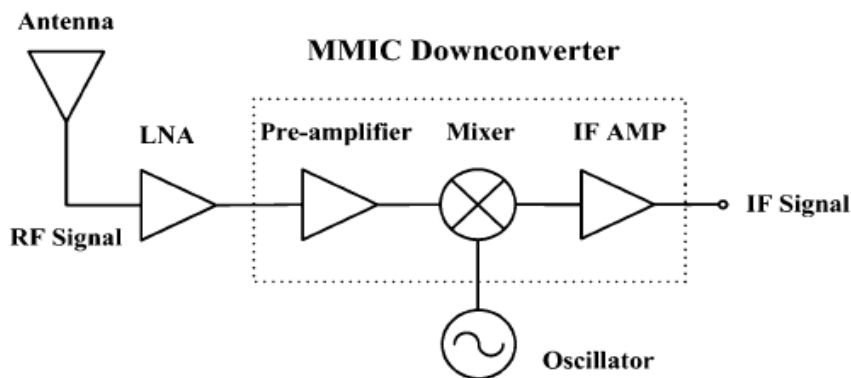 Antenna
MMIC Downconverter
LNA
Pre-amplifier
Mixer
IF AMP
RF Signal
IF Signal
Oscillator